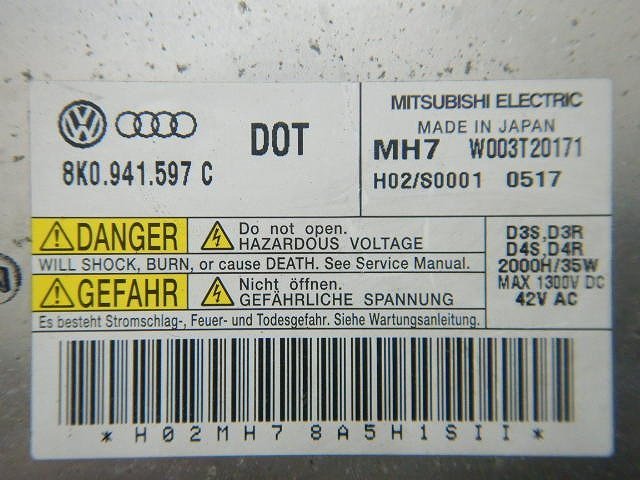 8K0.941.597 C
DOT
MITSUBISHI ELECTRIC
MADE IN JAPAN
MH7 W003T20171
H02/S0001 0517
DANGER
Do not open.
HAZARDOUS VOLTAGE
WILL SHOCK, BURN, or cause DEATH. See Service Manual.
GEFAHR
Nicht öffnen.
GEFÄHRLICHE SPANNUNG
Es besteht Stromschlag-, Feuer- und Todesgefahr. Siehe Wartungsanleitung.
D3S,D3R
D4S,D4R
2000H/35W
MAX 1300V DC
42V AC
*H02MH78A5H1SII*